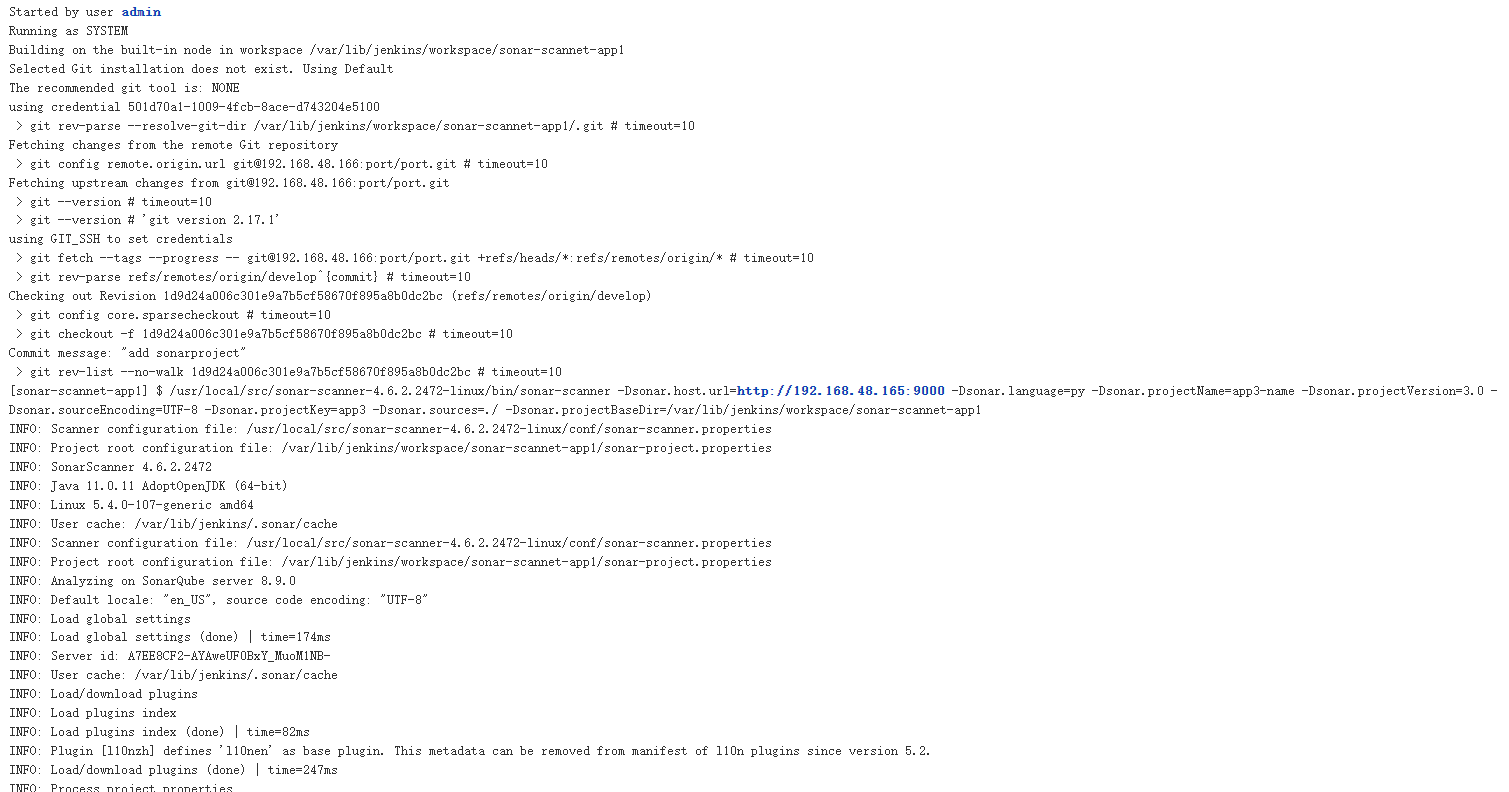 Started by user admin
Running as SYSTEM
Building on the built-in node in workspace /var/lib/jenkins/workspace/sonar-scannet-app1
Selected Git installation does not exist. Using Default
The recommended git tool is: NONE
using credential 501d70a1-1009-4fcb-8ace-d743204e5100
> git rev-parse --resolve-git-dir /var/lib/jenkins/workspace/sonar-scannet-app1/.git # timeout=10
Fetching changes from the remote Git repository
> git config remote.origin.url git@192.168.48.166:port/port.git # timeout=10
Fetching upstream changes from git@192.168.48.166:port/port.git
> git --version # timeout=10
> git --version # 'git version 2.17.1'
using GIT_SSH to set credentials
> git fetch --tags --progress -- git@192.168.48.166:port/port.git +refs/heads/*:refs/remotes/origin/* # timeout=10
> git rev-parse refs/remotes/origin/develop^{commit} # timeout=10
Checking out Revision 1d9d24a006c301e9a7b5cf58670f895a8b0dc2bc (refs/remotes/origin/develop)
> git config core.sparsecheckout # timeout=10
> git checkout -f 1d9d24a006c301e9a7b5cf58670f895a8b0dc2bc # timeout=10
Commit message: "add sonarproject"
> git rev-list --no-walk 1d9d24a006c301e9a7b5cf58670f895a8b0dc2bc # timeout=10
[sonar-scannet-app1] $ /usr/local/src/sonar-scanner-4.6.2.2472-linux/bin/sonar-scanner -Dsonar.host.url=http://192.168.48.165:9000 -Dsonar.language=py -Dsonar.projectName=app3-name -Dsonar.projectVersion=3.0 -
Dsonar.sourceEncoding=UTF-8 -Dsonar.projectKey=app3 -Dsonar.sources=./ -Dsonar.projectBaseDir=/var/lib/jenkins/workspace/sonar-scannet-app1
INFO: Scanner configuration file: /usr/local/src/sonar-scanner-4.6.2.2472-linux/conf/sonar-scanner.properties
INFO: Project root configuration file: /var/lib/jenkins/workspace/sonar-scannet-app1/sonar-project.properties
INFO: SonarScanner 4.6.2.2472
INFO: Java 11.0.11 AdoptOpenJDK (64-bit)
INFO: Linux 5.4.0-107-generic amd64
INFO: User cache: /var/lib/jenkins/.sonar/cache
INFO: Scanner configuration file: /usr/local/src/sonar-scanner-4.6.2.2472-linux/conf/sonar-scanner.properties
INFO: Project root configuration file: /var/lib/jenkins/workspace/sonar-scannet-app1/sonar-project.properties
INFO: Analyzing on SonarQube server 8.9.0
INFO: Default locale: "en_US", source code encoding: "UTF-8"
INFO: Load global settings
INFO: Load global settings (done) | time=174ms
INFO: Server id: A7EE8CF2-AYAweUFOBxY_MuoM1NB-
INFO: User cache: /var/lib/jenkins/.sonar/cache
INFO: Load/download plugins
INFO: Load plugins index
INFO: Load plugins index (done) | time=82ms
INFO: Plugin [l10nzh] defines 'l10nen' as base plugin. This metadata can be removed from manifest of l10n plugins since version 5.2.
INFO: Load/download plugins (done) | time=247ms
INFO: Process project properties